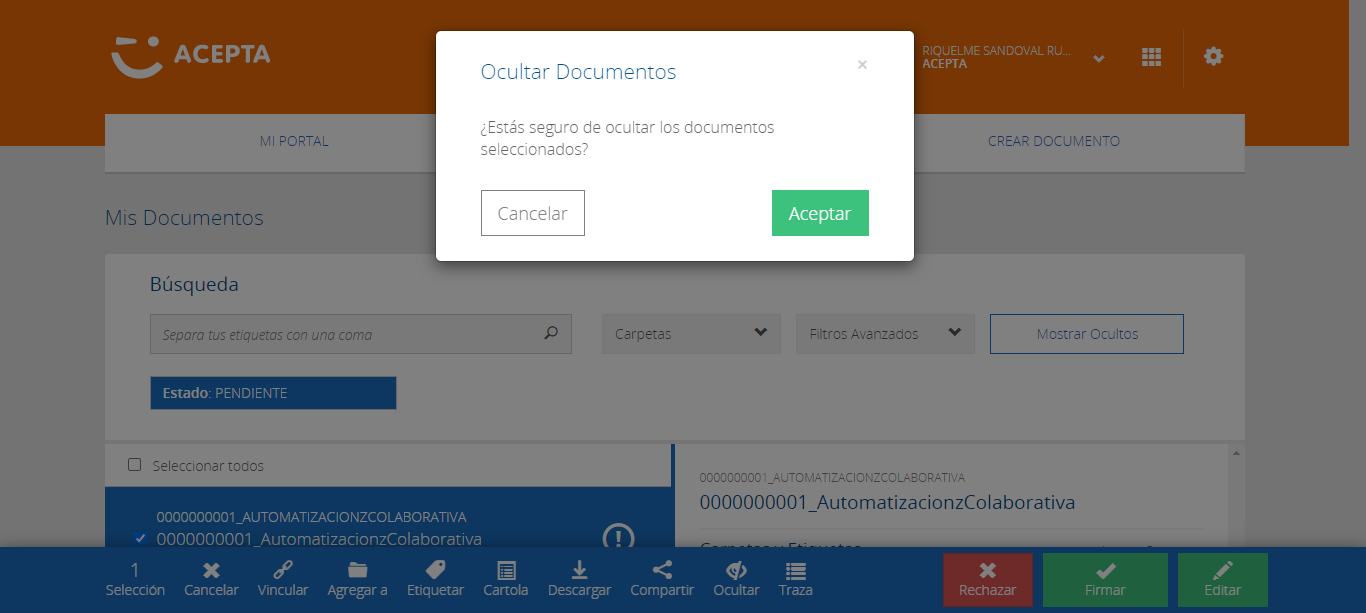 ACEPTA
RIQUELME SANDOVAL RU...
ACEPTA
Ocultar Documentos
×
¿Estás seguro de ocultar los documentos
seleccionados?
Cancelar
Aceptar
MI PORTAL
CREAR DOCUMENTO
Mis Documentos
Búsqueda
Separa tus etiquetas con una coma
Carpetas
Filtros Avanzados
Mostrar Ocultos
Estado: PENDIENTE
Seleccionar todos
0000000001_AUTOMATIZACIONZCOLABORATIVA
0000000001_AutomatizacionzColaborativa
0000000001_AUTOMATIZACIONZCOLABORATIVA
0000000001_AutomatizacionzColaborativa
Carpetas y Etiquetas
1
Selección
Cancelar
Vincular
Agregar a
Etiquetar
Cartola
Descargar
Compartir
Ocultar
Traza
Rechazar
Firmar
Editar